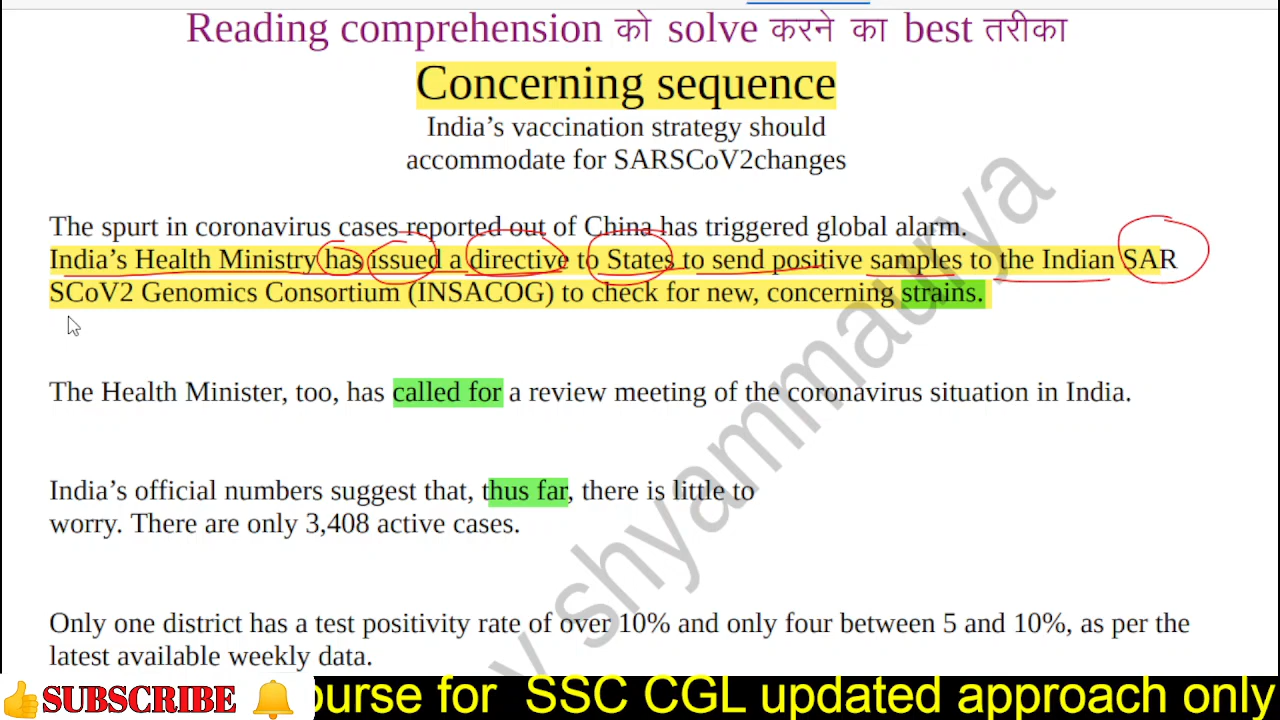 Reading comprehension को solve करने का best तरीका
Concerning sequence
India's vaccination strategy should
accommodate for SARSCoV2changes
The spurt in coronavirus cases reported out of China has triggered global alarm.
India's Health Ministry has issued a directive to States to send positive samples to the Indian SAR
SCoV2 Genomics Consortium (INSACOG) to check for new, concerning strains.
The Health Minister, too, has called for a review meeting of the coronavirus situation in India.
India's official numbers suggest that, thus far, there is little to
worry. There are only 3,408 active cases.
Only one district has a test positivity rate of over 10% and only four between 5 and 10%, as per the
latest available weekly data.
y shyammaurya
SUBSCRIBE
ourse for SSC CGL updated approach only